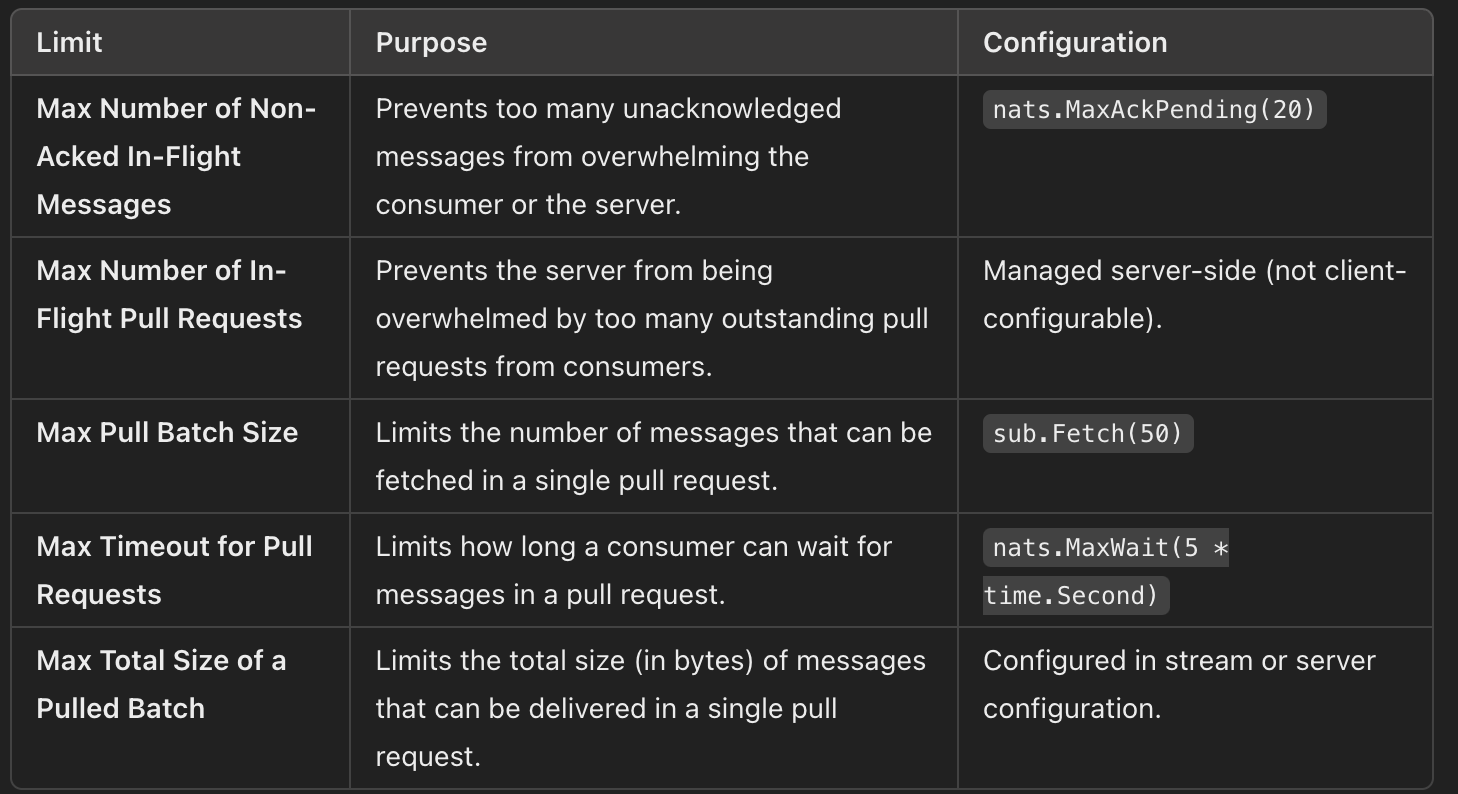 Limit
Purpose
Configuration
Max Number of Non-
Acked In-Flight
Messages
Prevents too many unacknowledged
messages from overwhelming the
consumer or the server.
nats.MaxAckPending(20)
Max Number of In-
Flight Pull Requests
Prevents the server from being
overwhelmed by too many outstanding pull
requests from consumers.
Managed server-side (not client-
configurable).
Max Pull Batch Size
Limits the number of messages that can be
fetched in a single pull request.
sub.Fetch(50)
Max Timeout for Pull
Requests
Limits how long a consumer can wait for
messages in a pull request.
nats.MaxWait(5 *
time.Second)
Max Total Size of a
Pulled Batch
Limits the total size (in bytes) of messages
that can be delivered in a single pull
request.
Configured in stream or server
configuration.